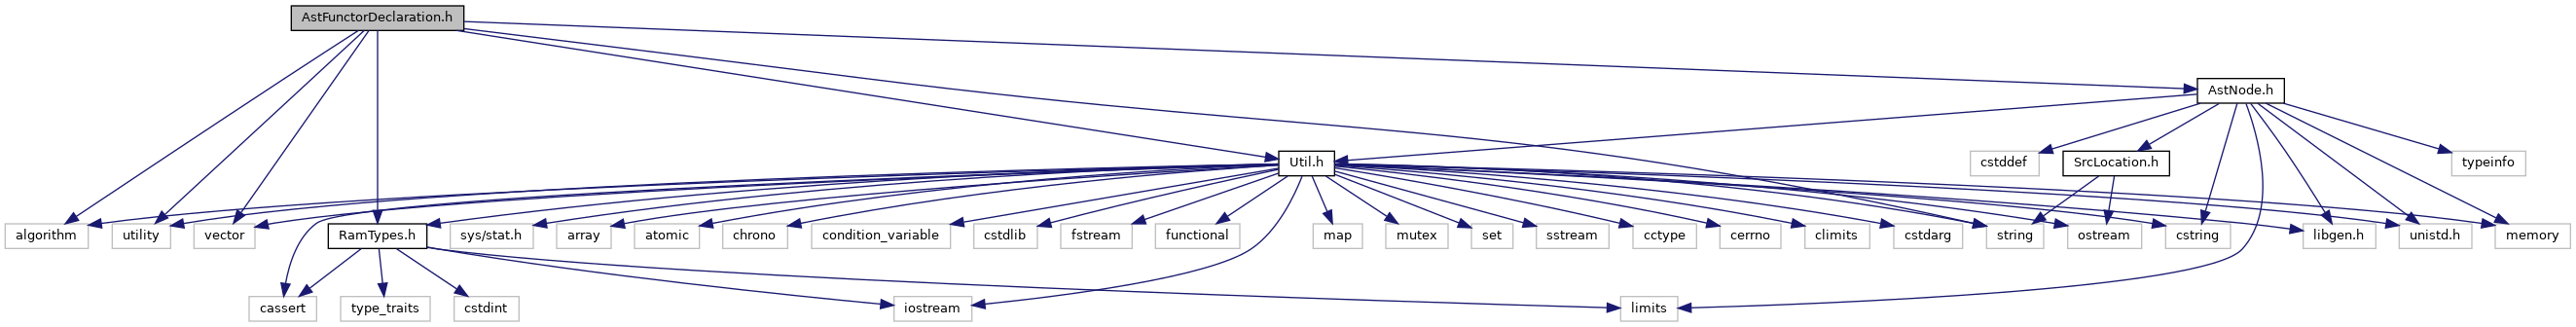 AstFunctorDeclaration.h
AstNode.h
Util.h
cstddef
SrcLocation.h
typeinfo
algorithm
utility
vector
RamTypes.h
sys/stat.h
array
atomic
chrono
condition_variable
cstdlib
fstream
functional
map
mutex
set
sstream
cctype
cerrno
climits
cstdarg
string
ostream
cstring
libgen.h
unistd.h
memory
cassert
type_traits
cstdint
iostream
limits